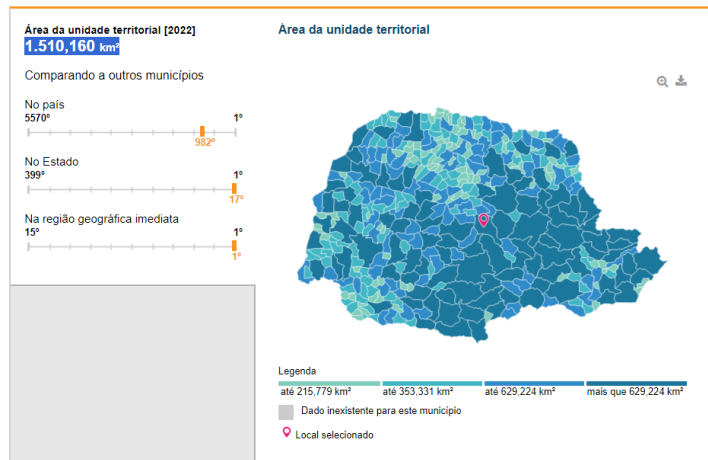 Área da unidade territorial [2022]
1.510,160 km²
Comparando a outros municípios
No país
5570º 1º
982º
No Estado
399º 1º
17º
Na região geográfica imediata
15º 1º
1º
Área da unidade territorial
Legenda
até 215,779 km² até 353,331 km² até 629,224 km² mais que 629,224 km²
Dado inexistente para este município
Local selecionado